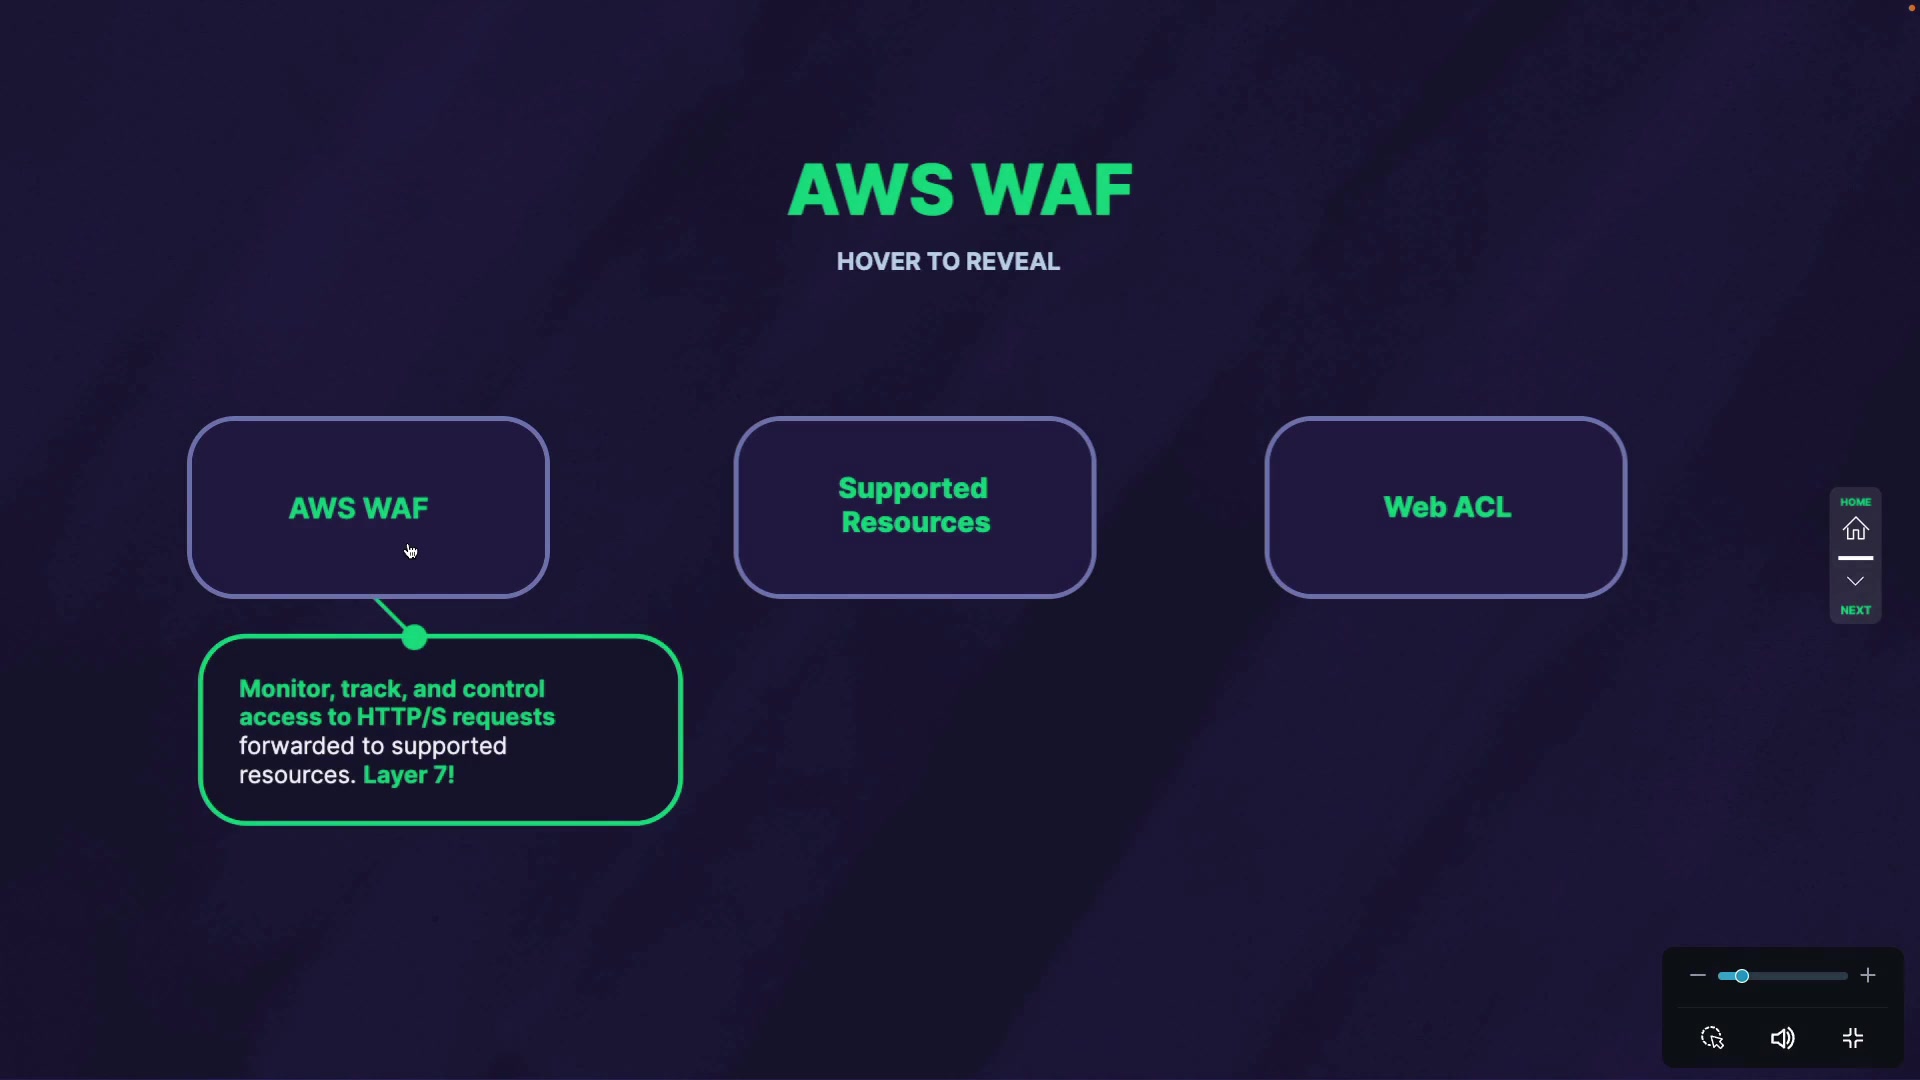 AWS WAF
HOVER TO REVEAL
AWS WAF
Supported
Resources
Web ACL
Monitor, track, and control
access to HTTP/S requests
forwarded to supported
resources. Layer 7!
HOME
NEXT